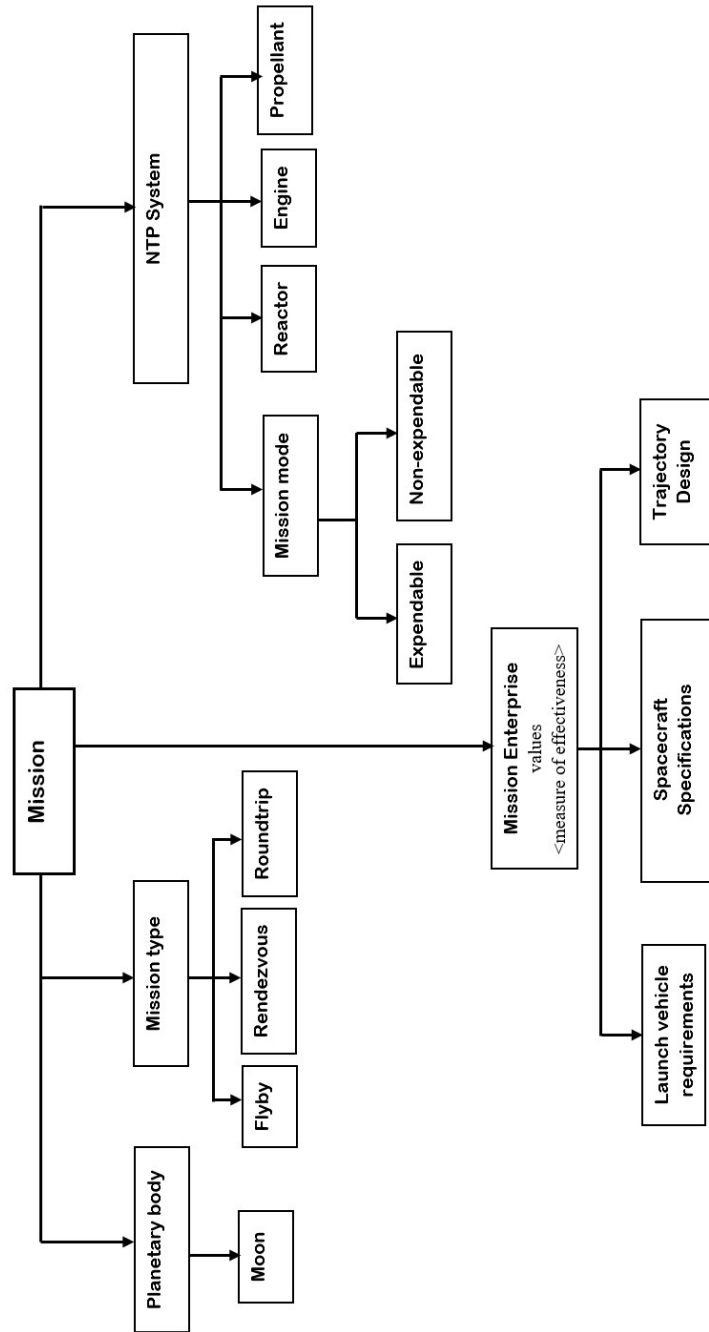 Mission
Planetary body
Mission type
NTP System
Moon
Flyby
Rendezvous
Roundtrip
Mission mode
Reactor
Engine
Propellant
Expendable
Non-expendable
Mission Enterprise
values
<measure of effectiveness>
Launch vehicle
requirements
Spacecraft
Specifications
Trajectory
Design